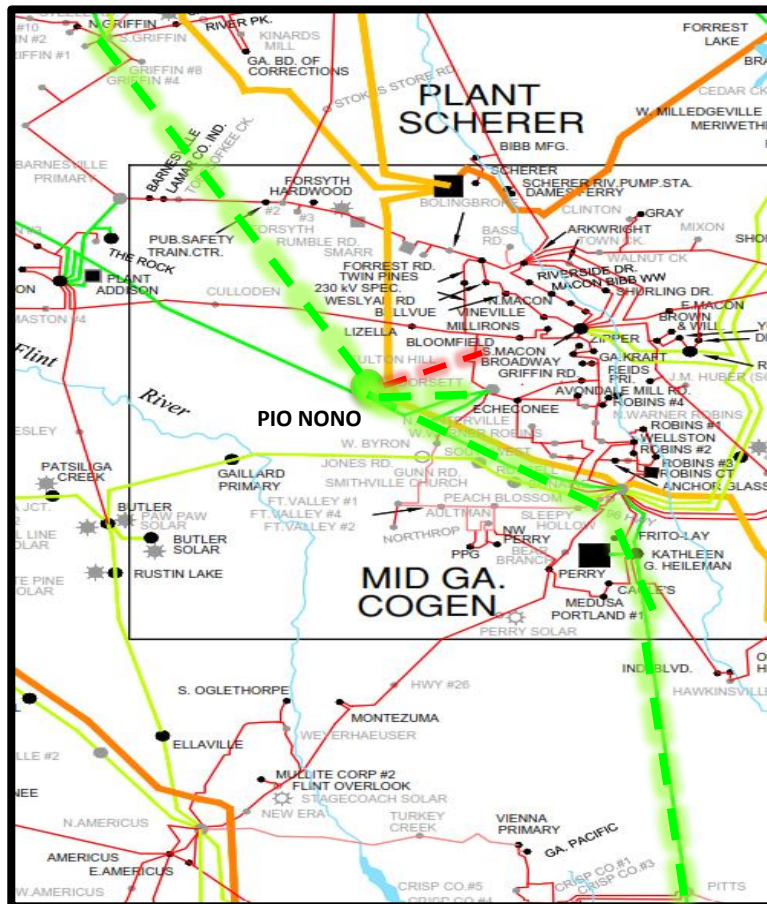 N.GRIFFIN
RIVER PK.
#10
S.GRIFFIN
KINARDS
MILL
GA. BD. OF
CORRECTIONS
GRIFFIN #8
GRIFFIN #4
STOKES STORE RD
FORREST
LAKE
CEDAR CK.
W. MILLEDGEVILLE
MERIWETHE
PLANT
SCHERER
BIBB MFG.
BARNESVILLE
PRIMARY
BARNESVILLE
LAMAR CO. IND.
FORSYTH
HARDWOOD
#2
#3
FORSYTH
RUMBLE RD.
SMARR
PUB.SAFETY
TRAIN.CTR.
SCHERER
SCHERER RIV.PUMP.STA.
DAMES FERRY
BOLINGBROKE
CLINTON
GRAY
BASS
RD.
ARKWRIGHT
TOWN CK.
MIXON
WALNUT CK.
THE ROCK
PLANT
ADDISON
CULLODEN
FORREST RD.
TWIN PINES
230 kV SPEC.
WESLYAN RD
BELLVUE
LIZELLA
RIVERSIDE DR.
MACON BIBB WW
SHURLING DR.
N.MACON
VINEVILLE
MILLIRONS
BLOOMFIELD
E.MACON
BROWN
& WILL.
ZIPPER
MASTON #4
FULTON HILL
S.MACON
BROADWAY
GRIFFIN RD.
GA.KRAFT
REIDS
PRI.
J.M. HUBER (SO
AVONDALE MILL RD.
ROBINS #4
N.WARNER ROBINS
Flint
River
PIO NONO
ECHECONEE
W. BYRON
ROBINS #1
WELLSTON
ROBINS #2
ROBINS #3
ROBINS CT
ANCHOR GLASS
PATSILIGA
CREEK
GAILLARD
PRIMARY
JONES RD.
GUNN RD.
SMITHVILLE CHURCH
BUTLER
PAW PAW
SOLAR
FT.VALLEY #1
FT.VALLEY #4
FT.VALLEY #2
PEACH BLOSSOM
AULTMAN
SLEEPY
HOLLOW
NORTHROP
BUTLER
SOLAR
RUSTIN LAKE
NW
PERRY
PPG
BEAR
BRANCH
FRITO-LAY
KATHLEEN
G. HEILEMAN
MID GA.
COGEN
PERRY
CAGLE'S
MEDUSA
PORTLAND #1
PERRY SOLAR
IND.BLVD.
HAWKINSVILLE
S. OGLETHORPE
HWY #26
MONTEZUMA
WEYERHAEUSER
ELLAVILLE
MULLITE CORP #2
FLINT OVERLOOK
STAGECOACH SOLAR
NEW ERA
N.AMERICUS
TURKEY
CREEK
VIENNA
PRIMARY
GA. PACIFIC
AMERICUS
E.AMERICUS
W.AMERICUS
CRISP CO.#5
CRISP CO.#4
CRISP CO.#1
CRISP CO.#3
PITTS